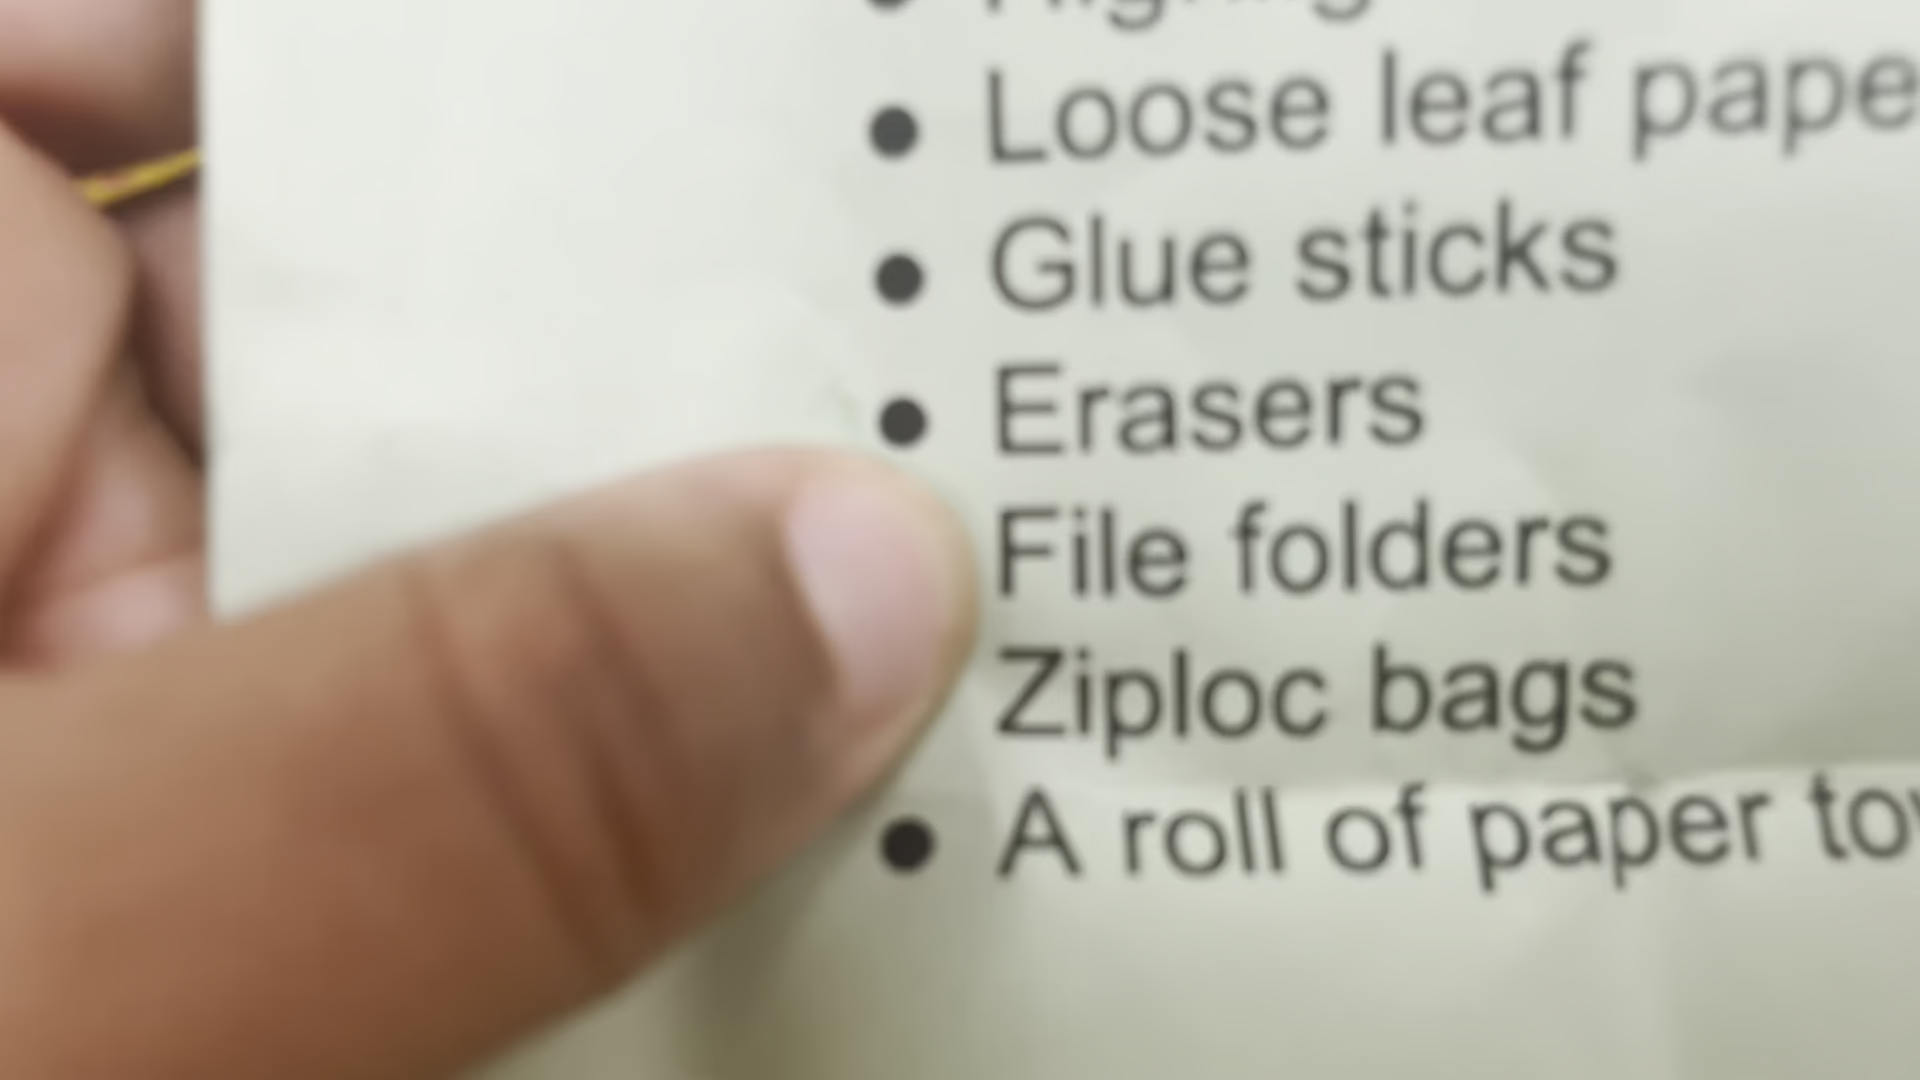 • Loose leaf pape
• Glue sticks
• Erasers
File folders
Ziploc bags
• A roll of paper to